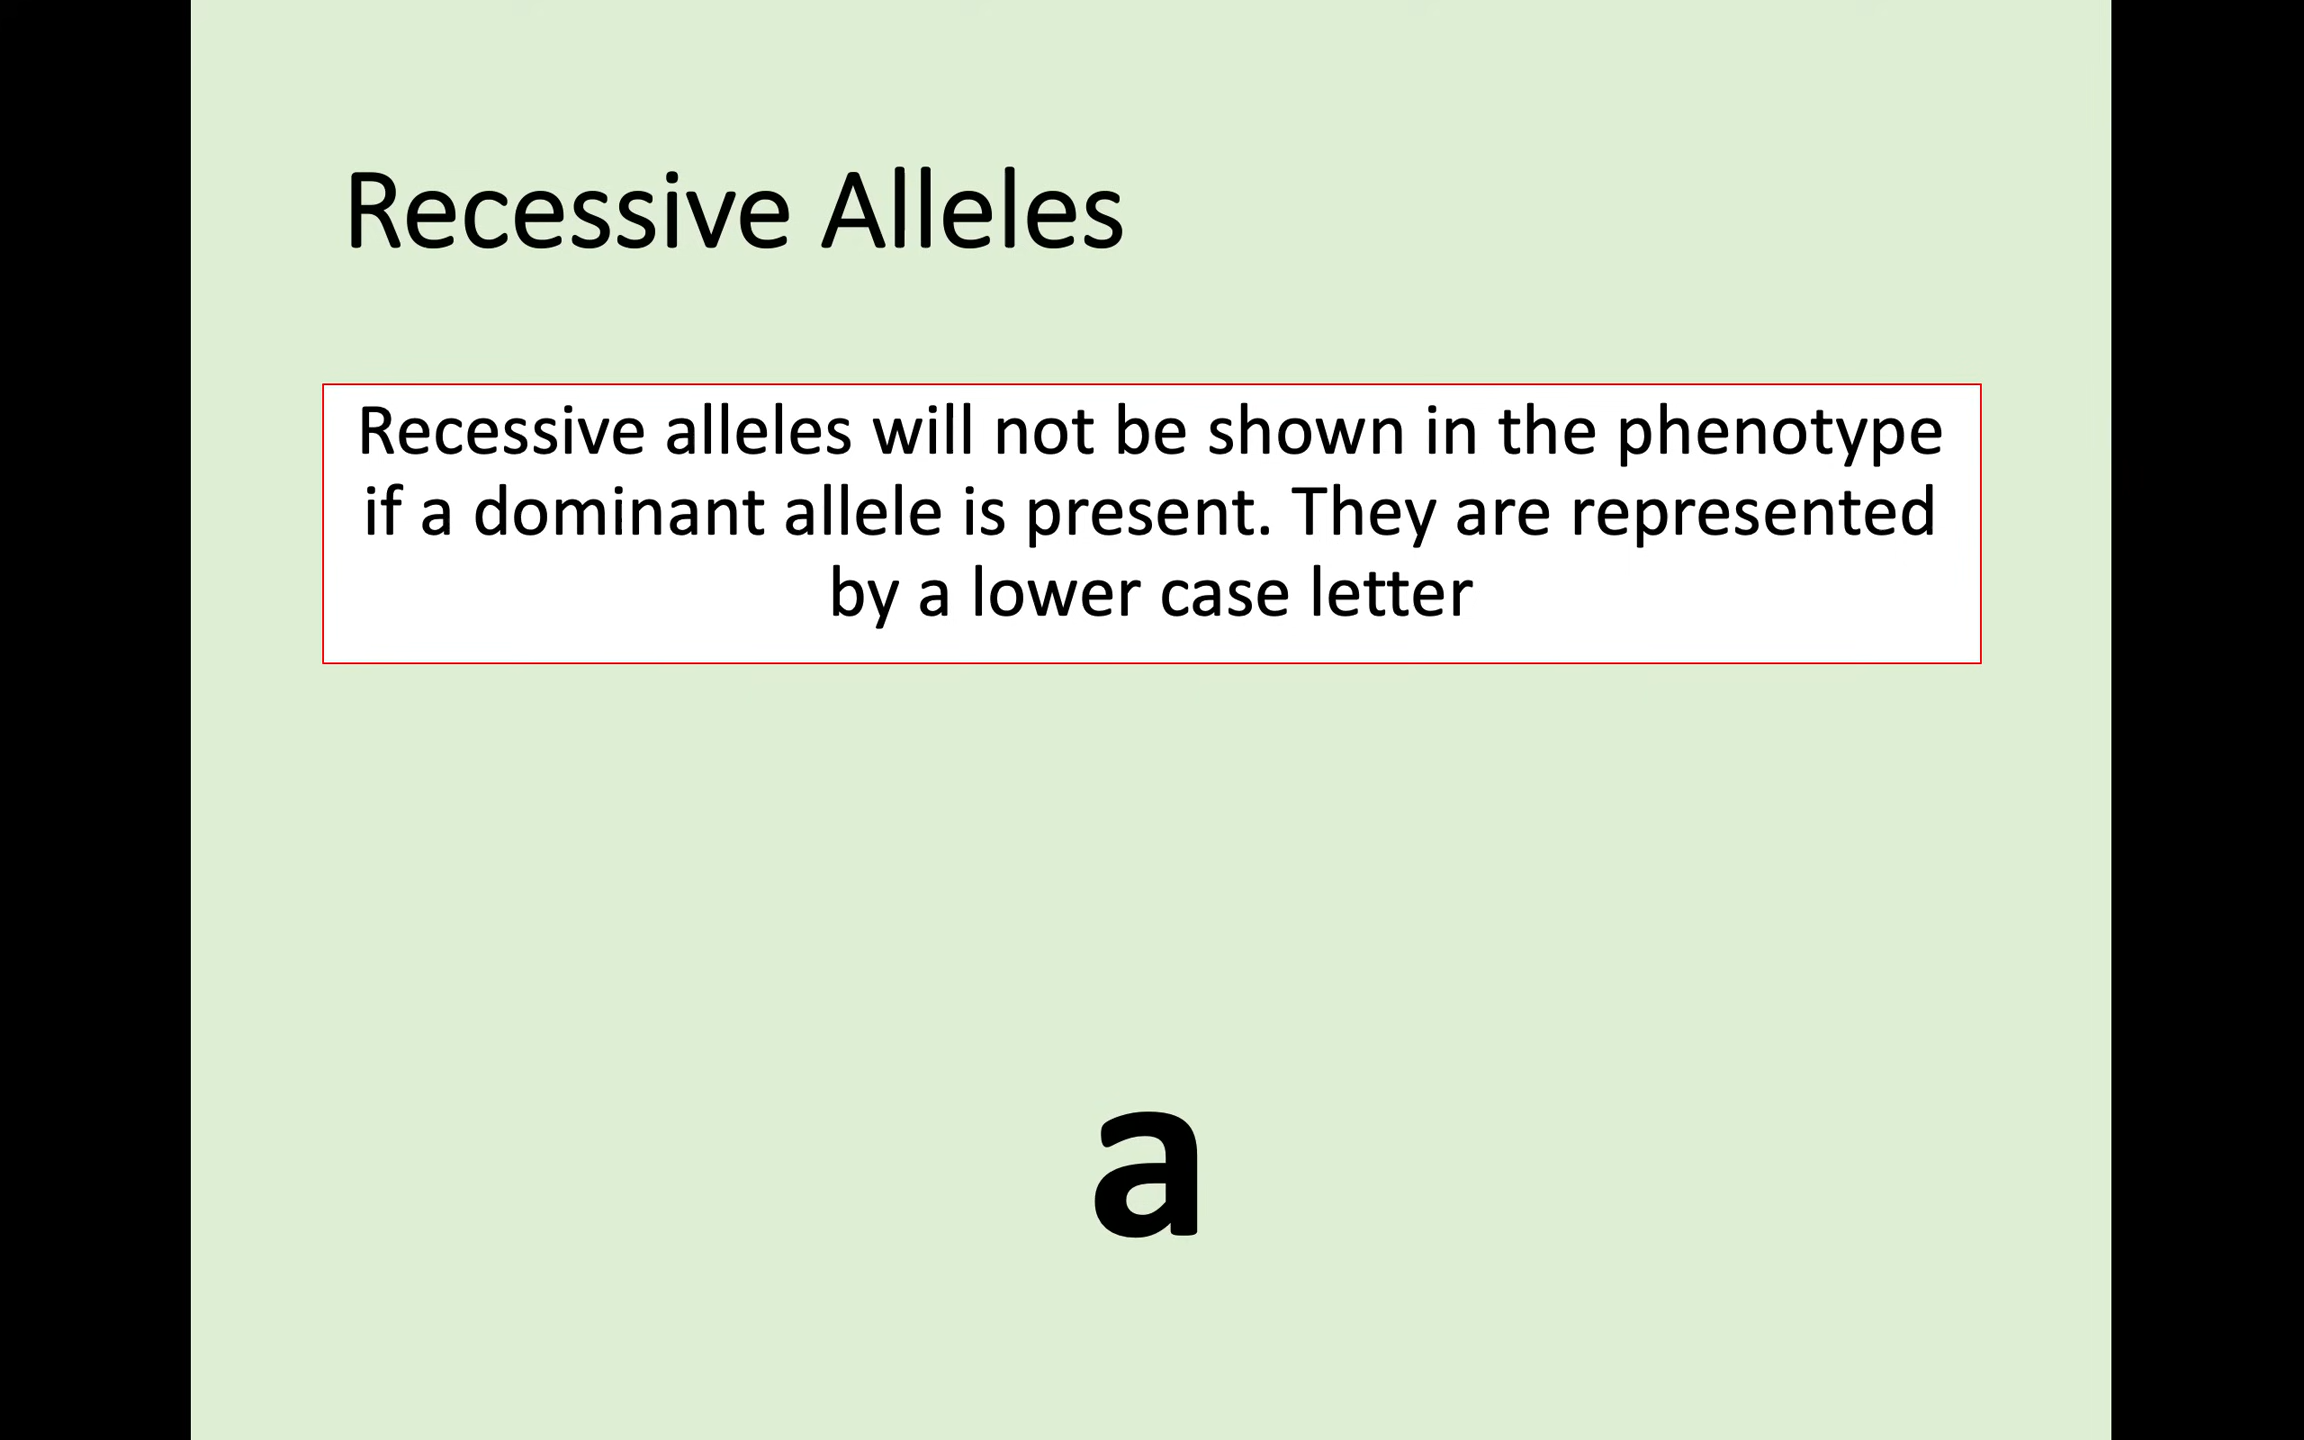 Recessive Alleles
Recessive alleles will not be shown in the phenotype
if a dominant allele is present. They are represented
by a lower case letter
a